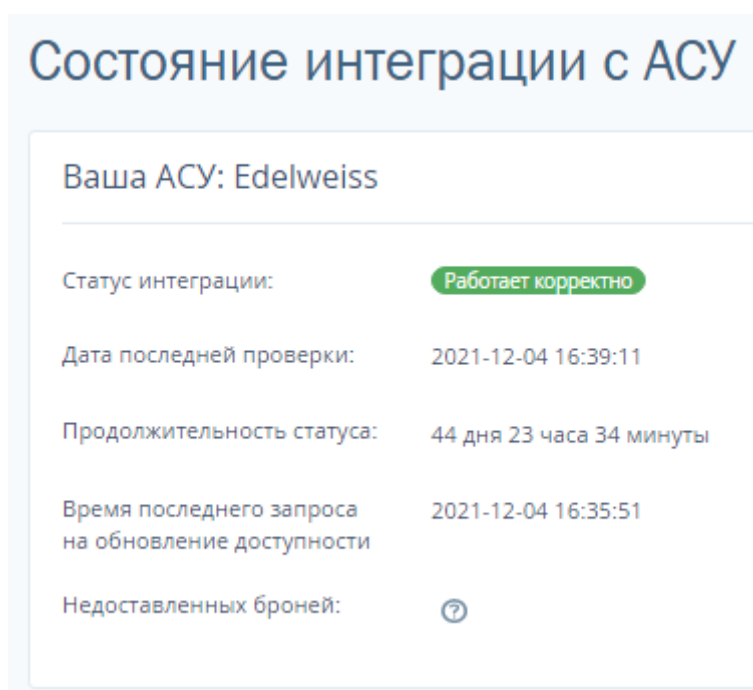 Состояние интеграции с АСУ
Ваша АСУ: Edelweiss
Статус интеграции: Работает корректно
Дата последней проверки: 2021-12-04 16:39:11
Продолжительность статуса: 44 дня 23 часа 34 минуты
Время последнего запроса 2021-12-04 16:35:51
на обновление доступности
Недоставленных броней: ?